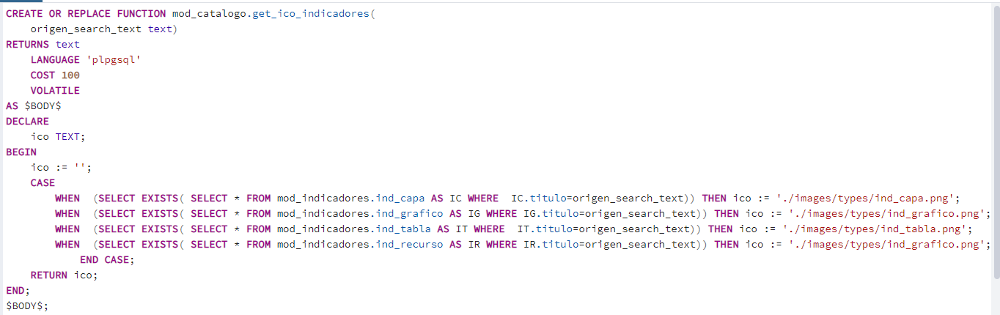 CREATE OR REPLACE FUNCTION mod_catalogo.get_ico_indicadores(
    origen_search_text text)
RETURNS text
    LANGUAGE 'plpgsql'
    COST 100
    VOLATILE
AS $BODY$
DECLARE
    ico TEXT;
BEGIN
    ico := '';
    CASE
        WHEN  (SELECT EXISTS( SELECT * FROM mod_indicadores.ind_capa AS IC WHERE  IC.titulo=origen_search_text)) THEN ico := './images/types/ind_capa.png';
        WHEN  (SELECT EXISTS( SELECT * FROM mod_indicadores.ind_grafico AS IG WHERE IG.titulo=origen_search_text)) THEN ico := './images/types/ind_grafico.png';
        WHEN  (SELECT EXISTS( SELECT * FROM mod_indicadores.ind_tabla AS IT WHERE  IT.titulo=origen_search_text)) THEN ico := './images/types/ind_tabla.png';
        WHEN  (SELECT EXISTS( SELECT * FROM mod_indicadores.ind_recurso AS IR WHERE IR.titulo=origen_search_text)) THEN ico := './images/types/ind_grafico.png';
            END CASE;
    RETURN ico;
END;
$BODY$;